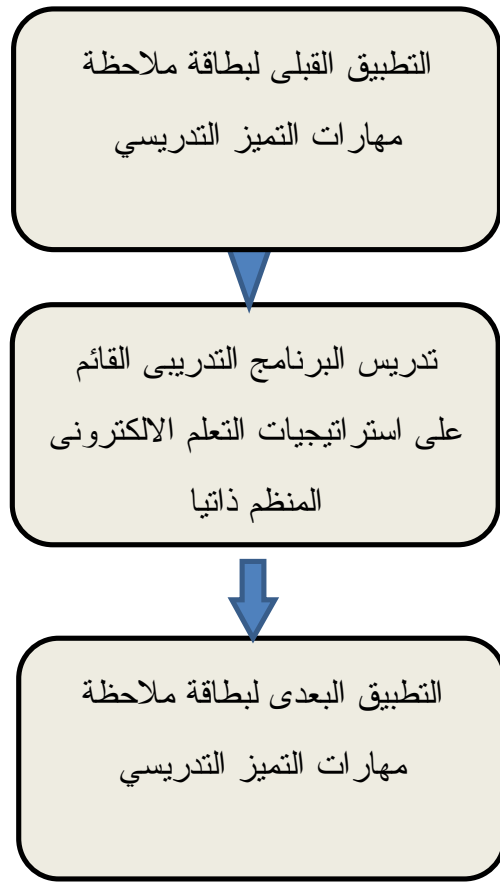 التطبيق القبلى لبطاقة ملاحظة
مهارات التميز التدريسي
تدريس البرنامج التدريبى القائم
على استراتيجيات التعلم الالكترونى
المنظم ذاتيا
التطبيق البعدى لبطاقة ملاحظة
مهارات التميز التدريسي